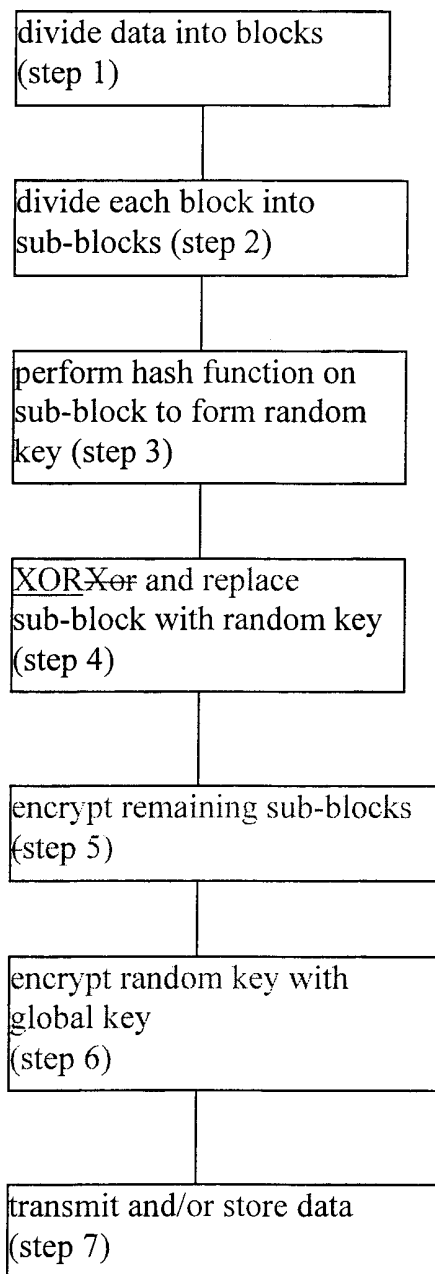 divide data into blocks
(step 1)
divide each block into
sub-blocks (step 2)
perform hash function on
sub-block to form random
key (step 3)
XORXor and replace
sub-block with random key
(step 4)
encrypt remaining sub-blocks
(step 5)
encrypt random key with
global key
(step 6)
transmit and/or store data
(step 7)